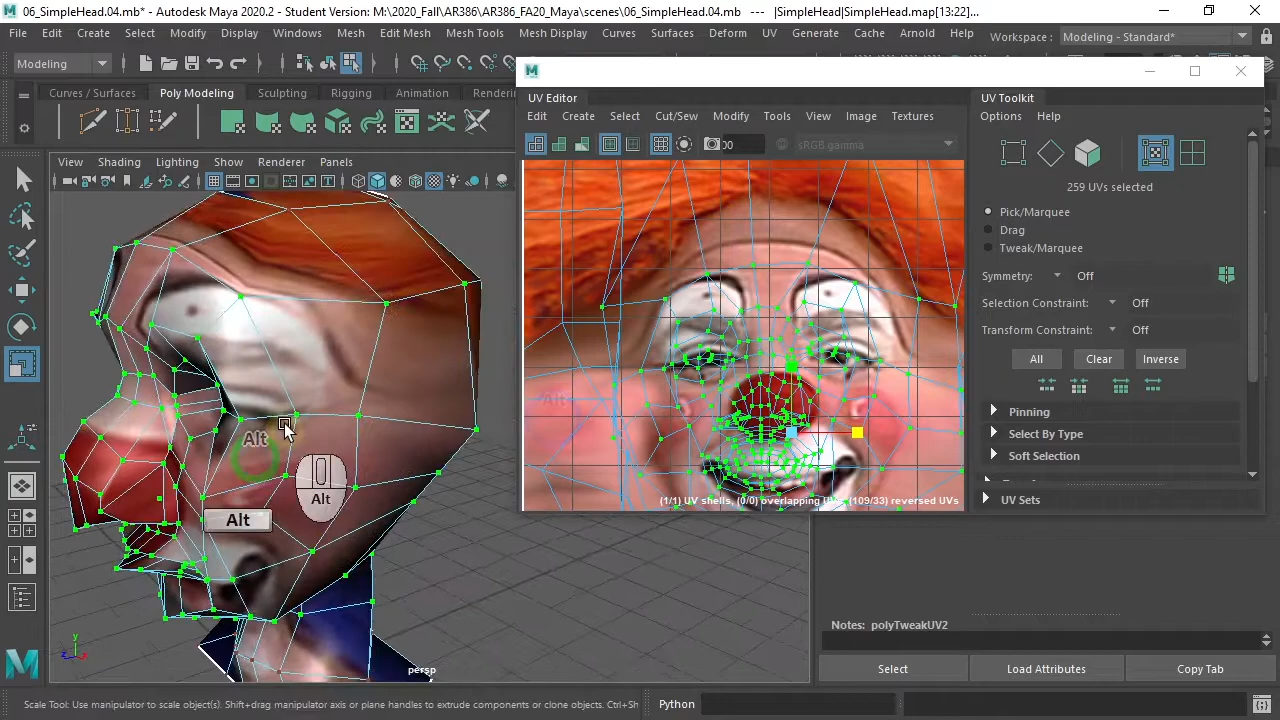 06_SimpleHead.04.mb* - Autodesk Maya 2020.2 - Student Version: M:\2020_Fall\AR386\AR386_FA20_Maya\scenes\06_SimpleHead.04.mb   ---   |SimpleHead|SimpleHead.map[13:22]...
File Edit Create Select Modify Display Windows Mesh Edit Mesh Mesh Tools Mesh Display Curves Surfaces Deform UV Generate Cache Arnold Help Workspace: Modeling - Standard*
Modeling
Curves / Surfaces Poly Modeling Sculpting Rigging Animation
View Shading Lighting Show Renderer Panels
UV Editor
Edit Create Select Cut/Sew Modify Tools View Image Textures
00 sRGB gamma
UV Toolkit
Options Help
259 UVs selected
Pick/Marquee
Drag
Tweak/Marquee
Symmetry: Off
Selection Constraint: Off
Transform Constraint: Off
All Clear Inverse
Pinning
Select By Type
Soft Selection
UV Sets
(1/1) UV shells, (0/0) overlapping UVs, (109/33) reversed UVs
Alt
Alt
Alt
Alt
persp
y
z x
Notes: polyTweakUV2
Select Load Attributes Copy Tab
Scale Tool: Use manipulator to scale object(s). Shift+drag manipulator axis or plane handles to extrude components or clone objects. Ctrl+Sh
Python